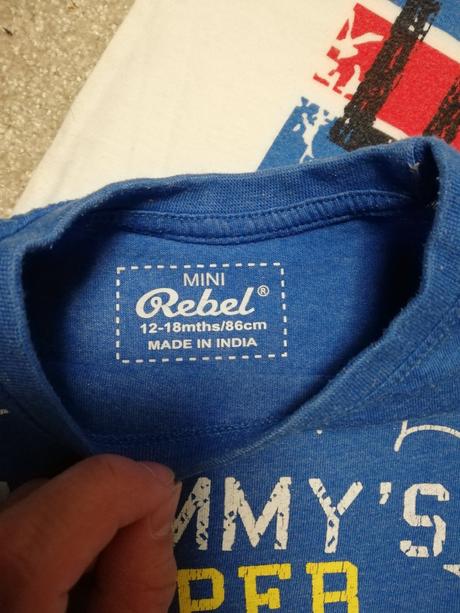 MINI
Rebel®
12-18mths/86cm
MADE IN INDIA
MMY'S